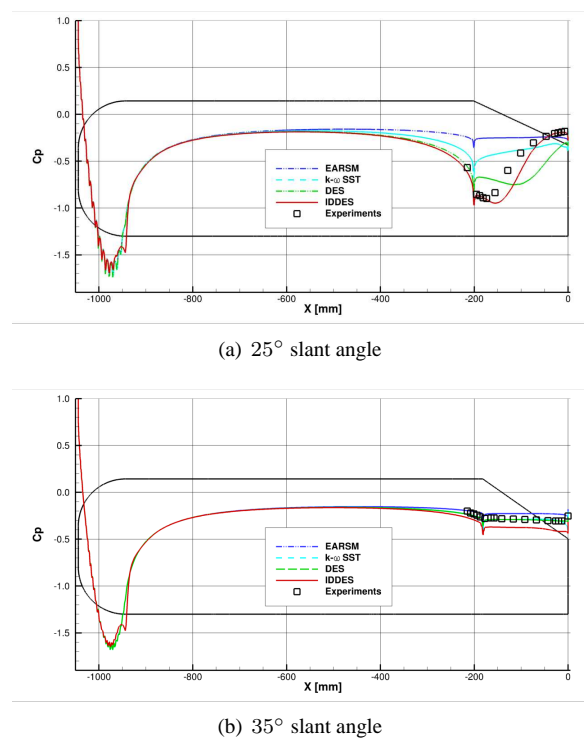 1.0
0.5
0.0
-0.5
-1.0
-1.5
Cp
EARSM
k-ω SST
DES
IDDES
Experiments
-1000 -800 -600 -400 -200 0
X [mm]
(a) 25° slant angle
1.0
0.5
0.0
-0.5
-1.0
-1.5
Cp
EARSM
k-ω SST
DES
IDDES
Experiments
-1000 -800 -600 -400 -200 0
X [mm]
(b) 35° slant angle